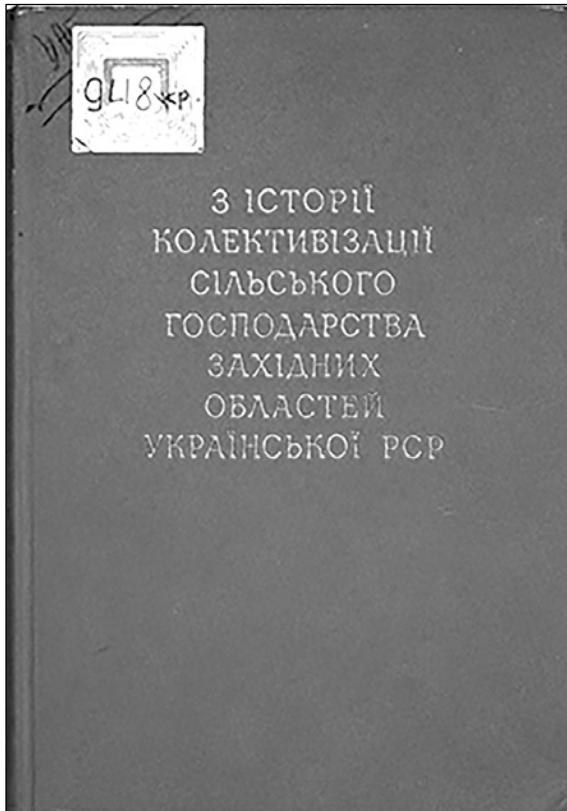 9418 КР.
З ІСТОРІЇ
КОЛЕКТИВІЗАЦІЇ
СІЛЬСЬКОГО
ГОСПОДАРСТВА
ЗАХІДНИХ
ОБЛАСТЕЙ
УКРАЇНСЬКОЇ РСР